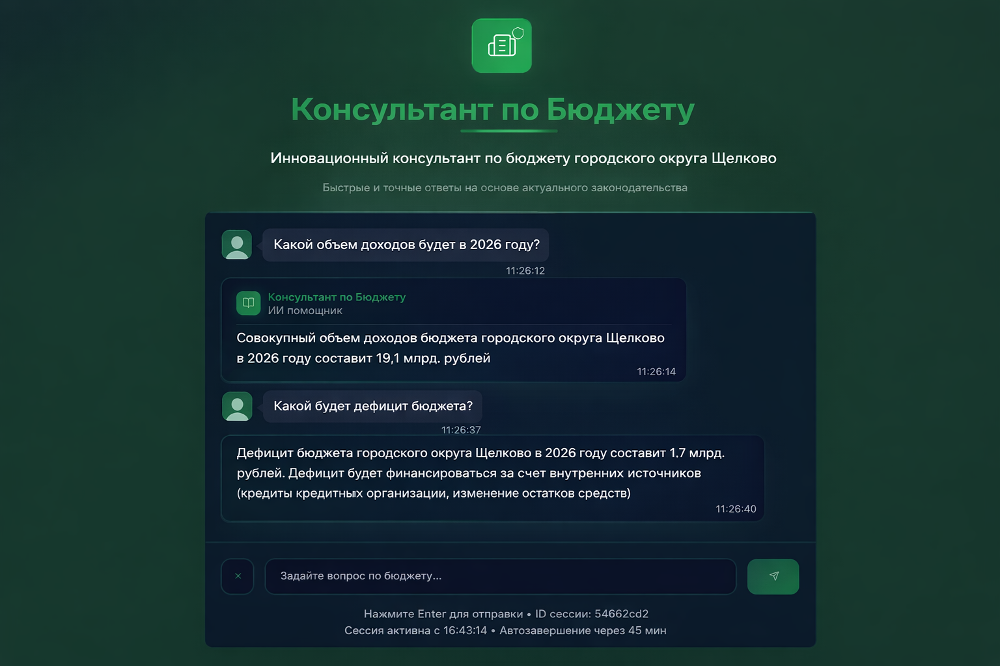 Консультант по Бюджету
Инновационный консультант по бюджету городского округа Щелково
Быстрые и точные ответы на основе актуального законодательства
Какой объем доходов будет в 2026 году?
11:26:12
Консультант по Бюджету
ИИ помощник
Совокупный объем доходов бюджета городского округа Щелково
в 2026 году составит 19,1 млрд. рублей
11:26:14
Какой будет дефицит бюджета?
11:26:37
Дефицит бюджета городского округа Щелково в 2026 году составит 1.7 млрд.
рублей. Дефицит будет финансироваться за счет внутренних источников
(кредиты кредитных организации, изменение остатков средств)
11:26:40
Задайте вопрос по бюджету...
Нажмите Enter для отправки • ID сессии: 54662cd2
Сессия активна с 16:43:14 • Автозавершение через 45 мин